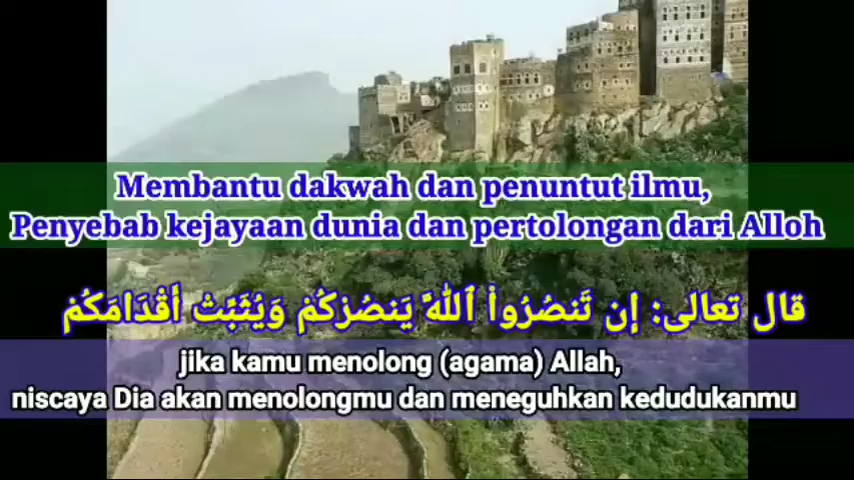 Membantu dakwah dan penuntut ilmu,
Penyebab kejayaan dunia dan pertolongan dari Alloh
قال تعالى: إِن تَنصُرُوا۟ ٱللَّهَ يَنصُرْكُمْ وَيُثَبِّتْ أَقْدَامَكُمْ
jika kamu menolong (agama) Allah,
niscaya Dia akan menolongmu dan meneguhkan kedudukanmu